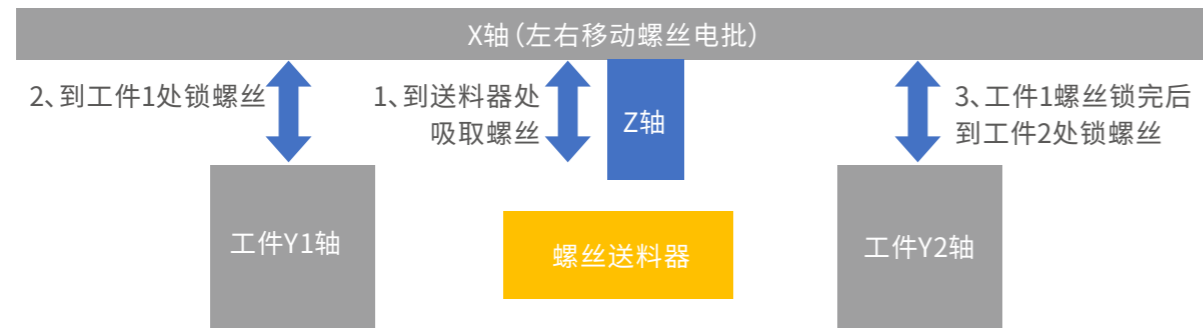 X轴（左右移动螺丝电批）
2、到工件1处锁螺丝
1、到送料器处
吸取螺丝
Z轴
3、工件1螺丝锁完后
到工件2处锁螺丝
工件Y1轴
螺丝送料器
工件Y2轴